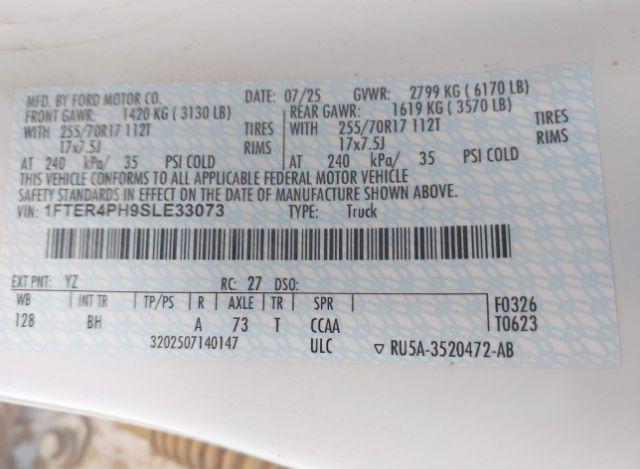 MFD. BY FORD MOTOR CO. DATE: 07/25 GVWR: 2799 KG ( 6170 LB)
FRONT GAWR: 1420 KG ( 3130 LB) REAR GAWR: 1619 KG ( 3570 LB)
WITH 255/70R17 112T TIRES WITH 255/70R17 112T TIRES
17x7.5J RIMS 17x7.5J RIMS
AT 240 kPa/ 35 PSI COLD AT 240 kPa/ 35 PSI COLD
THIS VEHICLE CONFORMS TO ALL APPLICABLE FEDERAL MOTOR VEHICLE
SAFETY STANDARDS IN EFFECT ON THE DATE OF MANUFACTURE SHOWN ABOVE.
VIN: 1FTER4PH9SLE33073 TYPE: Truck
EXT PNT: YZ RC: 27 DSO:
WB INT TR TP/PS R AXLE TR SPR F0326
128 BH A 73 T CCAA T0623
3202507140147 ULC ▽ RU5A-3520472-AB